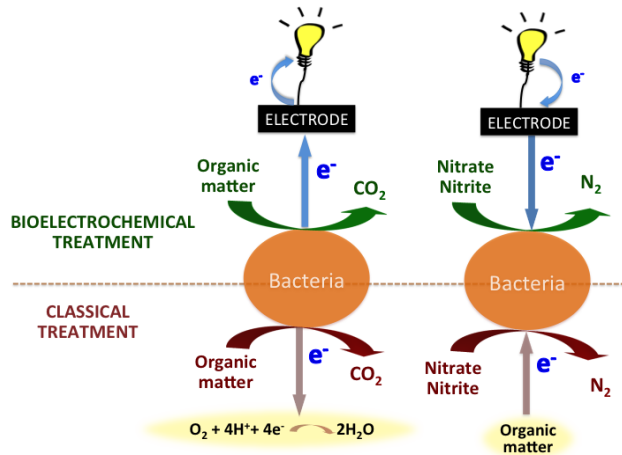 e-
e-
ELECTRODE
ELECTRODE
e-
e-
Organic
matter
CO2
Nitrate
Nitrite
N2
BIOELECTROCHEMICAL
TREATMENT
Bacteria
Bacteria
CLASSICAL
TREATMENT
Organic
matter
e-
CO2
Nitrate
Nitrite
e-
N2
O2 + 4H+ + 4e- 2H2O
Organic
matter